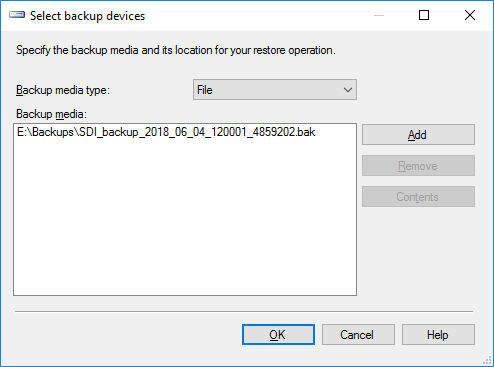 Select backup devices
Specify the backup media and its location for your restore operation.
Backup media type:
File
Backup media:
E:\Backups\SDI_backup_2018_06_04_120001_4859202.bak
Add
Remove
Contents
OK
Cancel
Help